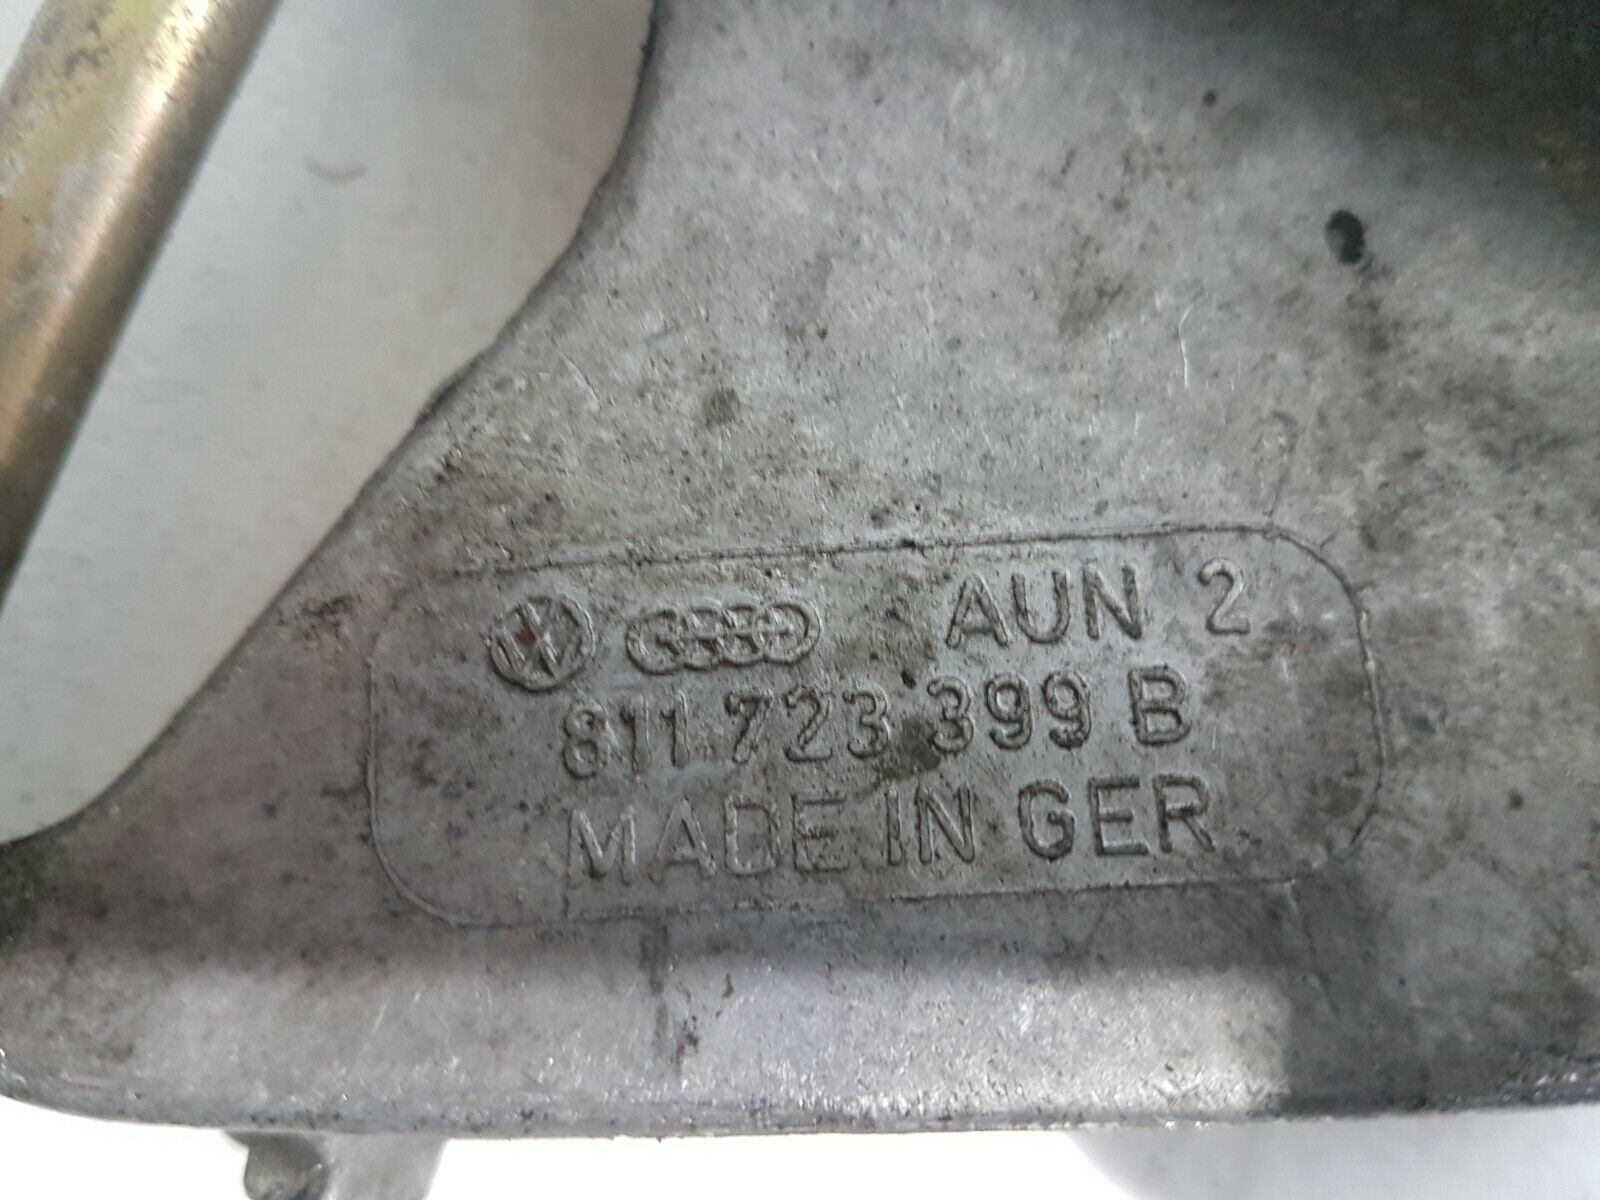 AUN 2
811 723 399 B
MADE IN GER